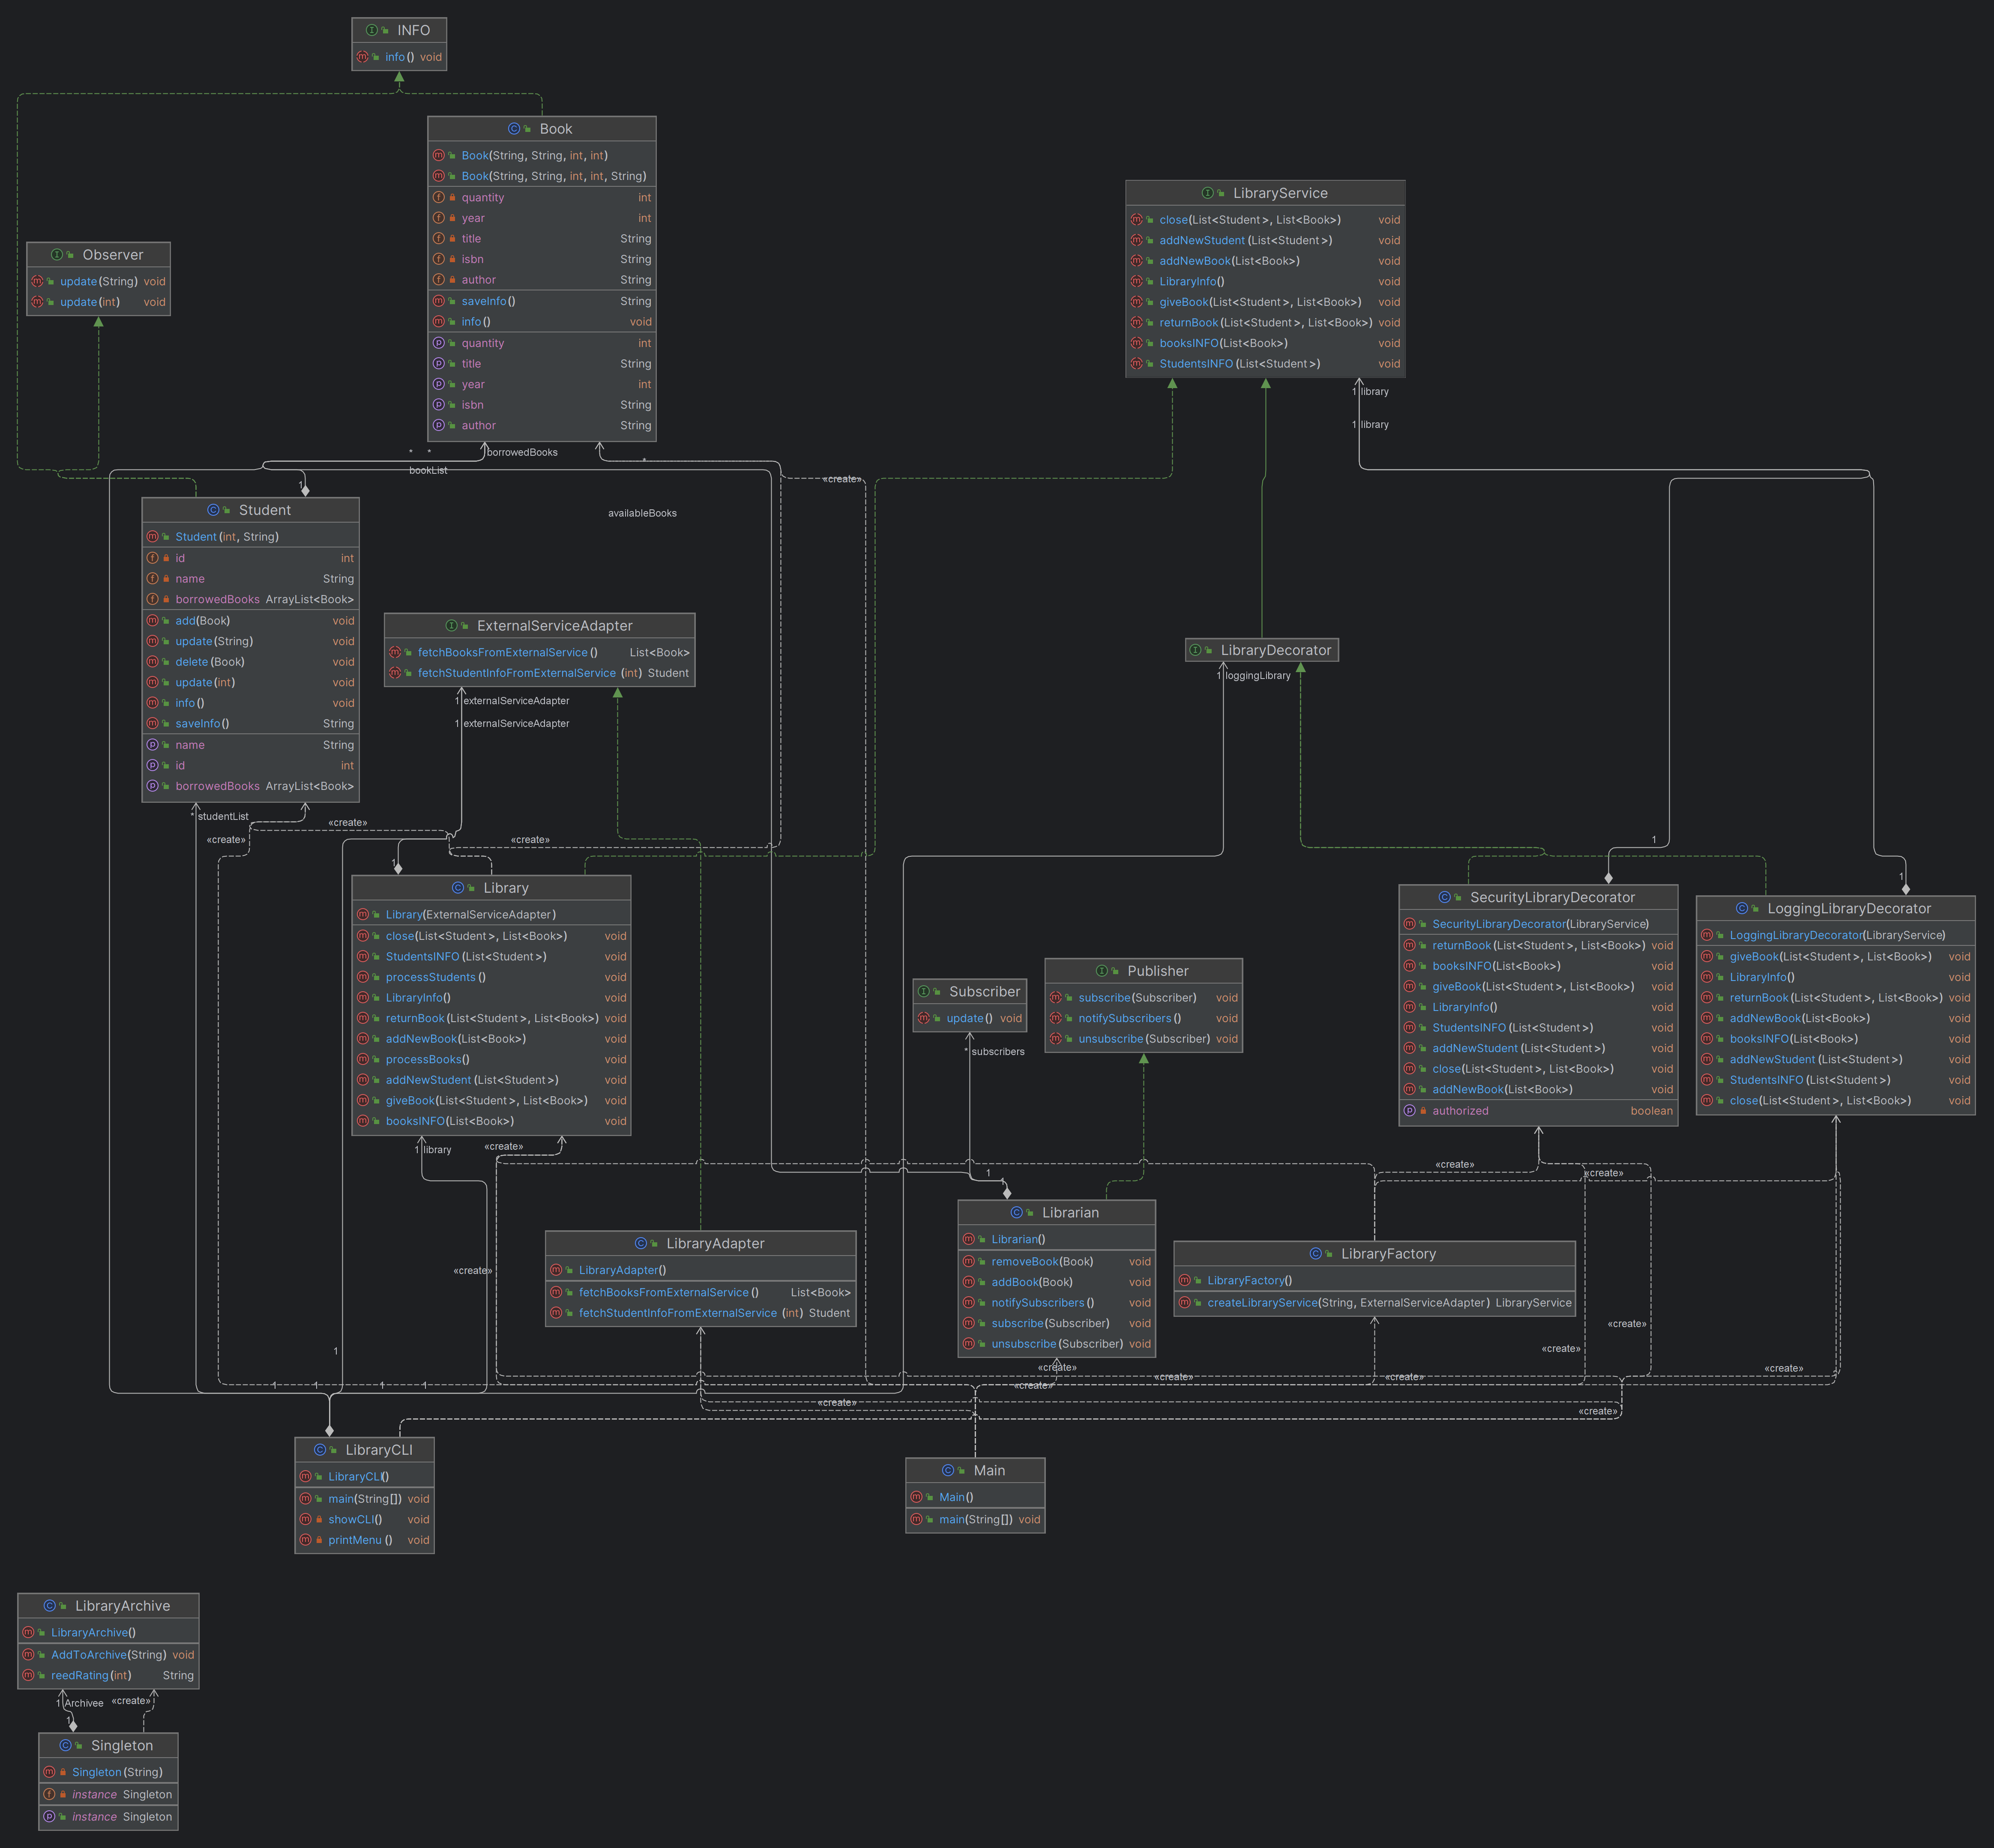 INFO
info() void
Book
Book(String, String, int, int)
Book(String, String, int, int, String)
quantity int
year int
title String
isbn String
author String
saveInfo() String
info() void
quantity int
title String
year int
isbn String
author String
LibraryService
close(List<Student>, List<Book>) void
addNewStudent(List<Student>) void
addNewBook(List<Book>) void
LibraryInfo() void
giveBook(List<Student>, List<Book>) void
returnBook(List<Student>, List<Book>) void
booksINFO(List<Book>) void
StudentsINFO(List<Student>) void
Observer
update(String) void
update(int) void
1 library
1 library
* * borrowedBooks
*
bookList
«create»
1
availableBooks
Student
Student(int, String)
id int
name String
borrowedBooks ArrayList<Book>
add(Book) void
update(String) void
delete(Book) void
update(int) void
info() void
saveInfo() String
name String
id int
borrowedBooks ArrayList<Book>
ExternalServiceAdapter
fetchBooksFromExternalService() List<Book>
fetchStudentInfoFromExternalService (int) Student
1 externalServiceAdapter
1 externalServiceAdapter
LibraryDecorator
1 loggingLibrary
* studentList
«create»
«create»
«create»
1
1
1
Library
Library(ExternalServiceAdapter)
close(List<Student>, List<Book>) void
StudentsINFO(List<Student>) void
processStudents() void
LibraryInfo() void
returnBook(List<Student>, List<Book>) void
addNewBook(List<Book>) void
processBooks() void
addNewStudent(List<Student>) void
giveBook(List<Student>, List<Book>) void
booksINFO(List<Book>) void
SecurityLibraryDecorator
SecurityLibraryDecorator(LibraryService)
returnBook(List<Student>, List<Book>) void
booksINFO(List<Book>) void
giveBook(List<Student>, List<Book>) void
LibraryInfo() void
StudentsINFO(List<Student>) void
addNewStudent(List<Student>) void
close(List<Student>, List<Book>) void
addNewBook(List<Book>) void
authorized boolean
LoggingLibraryDecorator
LoggingLibraryDecorator(LibraryService)
giveBook(List<Student>, List<Book>) void
LibraryInfo() void
returnBook(List<Student>, List<Book>) void
addNewBook(List<Book>) void
booksINFO(List<Book>) void
addNewStudent(List<Student>) void
StudentsINFO(List<Student>) void
close(List<Student>, List<Book>) void
Subscriber
update() void
* subscribers
Publisher
subscribe(Subscriber) void
notifySubscribers() void
unsubscribe(Subscriber) void
1 library
«create»
«create»
«create»
1
1
Librarian
Librarian()
removeBook(Book) void
addBook(Book) void
notifySubscribers() void
subscribe(Subscriber) void
unsubscribe(Subscriber) void
LibraryAdapter
LibraryAdapter()
fetchBooksFromExternalService() List<Book>
fetchStudentInfoFromExternalService (int) Student
LibraryFactory
LibraryFactory()
createLibraryService(String, ExternalServiceAdapter) LibraryService
«create»
«create»
«create»
1
«create»
«create»
«create»
«create»
1
1
1
1
«create»
«create»
«create»
LibraryCLI
LibraryCLI()
main(String[]) void
showCLI() void
printMenu() void
Main
Main()
main(String[]) void
LibraryArchive
LibraryArchive()
AddToArchive(String) void
reedRating(int) String
1 Archivee
«create»
1
Singleton
Singleton(String)
instance Singleton
instance Singleton